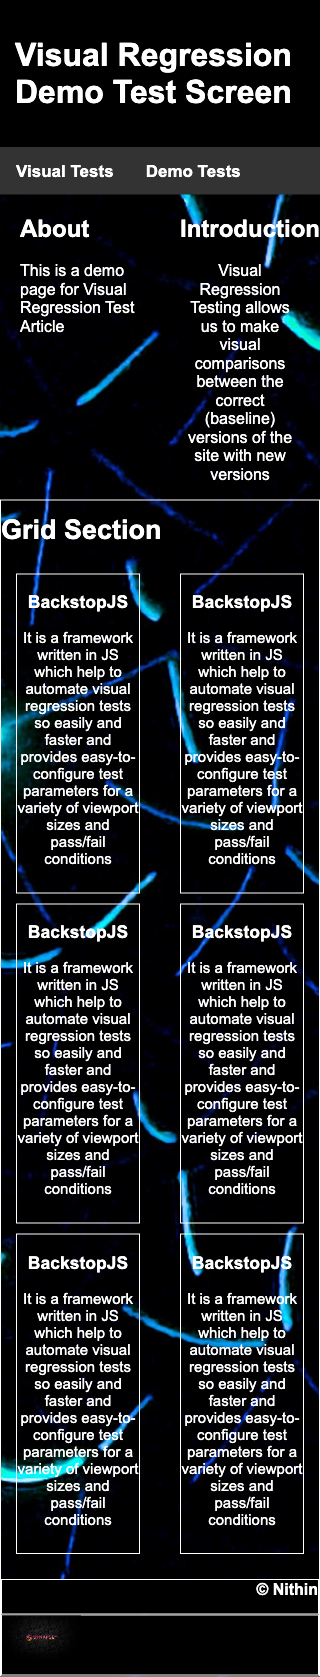 Visual Regression
Demo Test Screen
Visual Tests Demo Tests
About
This is a demo
page for Visual
Regression Test
Article
Introduction
Visual
Regression
Testing allows
us to make
visual
comparisons
between the
correct
(baseline)
versions of the
site with new
versions
Grid Section
BackstopJS
It is a framework
written in JS
which help to
automate visual
regression tests
so easily and
faster and
provides easy-to-
configure test
parameters for a
variety of viewport
sizes and
pass/fail
conditions
BackstopJS
It is a framework
written in JS
which help to
automate visual
regression tests
so easily and
faster and
provides easy-to-
configure test
parameters for a
variety of viewport
sizes and
pass/fail
conditions
BackstopJS
It is a framework
written in JS
which help to
automate visual
regression tests
so easily and
faster and
provides easy-to-
configure test
parameters for a
variety of viewport
sizes and
pass/fail
conditions
BackstopJS
It is a framework
written in JS
which help to
automate visual
regression tests
so easily and
faster and
provides easy-to-
configure test
parameters for a
variety of viewport
sizes and
pass/fail
conditions
BackstopJS
It is a framework
written in JS
which help to
automate visual
regression tests
so easily and
faster and
provides easy-to-
configure test
parameters for a
variety of viewport
sizes and
pass/fail
conditions
BackstopJS
It is a framework
written in JS
which help to
automate visual
regression tests
so easily and
faster and
provides easy-to-
configure test
parameters for a
variety of viewport
sizes and
pass/fail
conditions
© Nithin